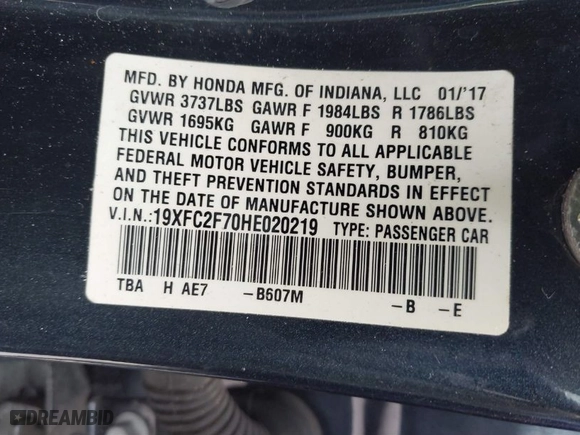 MFD. BY HONDA MFG. OF INDIANA, LLC 01/'17
GVWR 3737LBS GAWR F 1984LBS R 1786LBS
GVWR 1695KG GAWR F 900KG R 810KG
THIS VEHICLE CONFORMS TO ALL APPLICABLE
FEDERAL MOTOR VEHICLE SAFETY, BUMPER,
AND THEFT PREVENTION STANDARDS IN EFFECT
ON THE DATE OF MANUFACTURE SHOWN ABOVE.
V.I.N.:19XFC2F70HE020219 TYPE: PASSENGER CAR
TBA H AE7 -B607M -B -E
DREAMBID